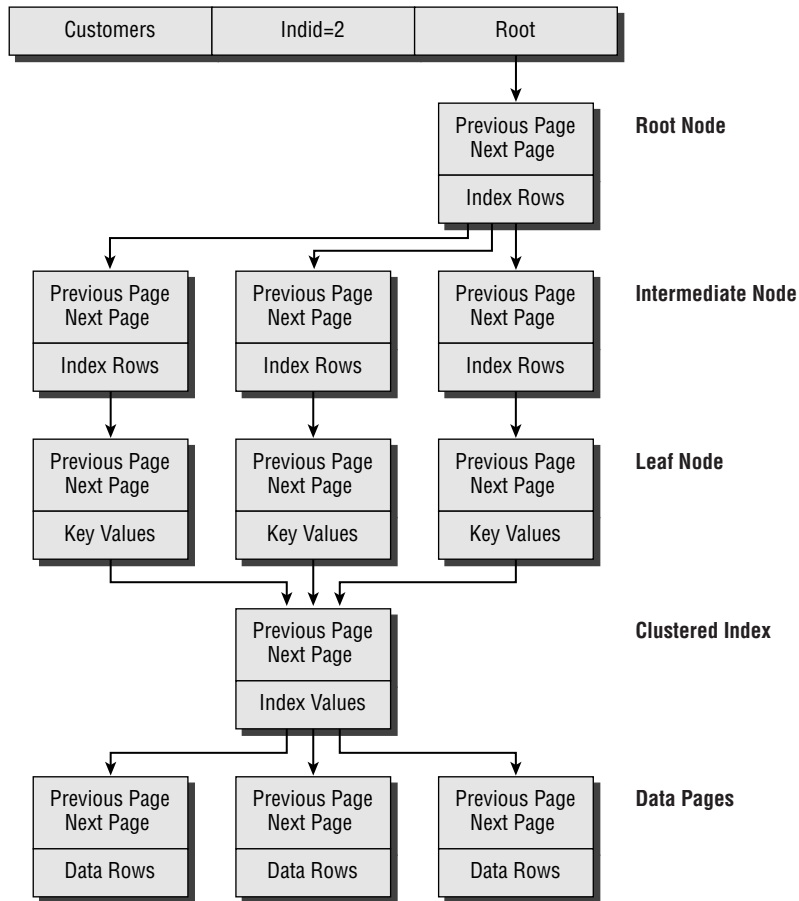 Customers
Indid=2
Root
Previous Page
Next Page
Root Node
Index Rows
Previous Page
Next Page
Previous Page
Next Page
Previous Page
Next Page
Intermediate Node
Index Rows
Index Rows
Index Rows
Previous Page
Next Page
Previous Page
Next Page
Previous Page
Next Page
Leaf Node
Key Values
Key Values
Key Values
Previous Page
Next Page
Clustered Index
Index Values
Previous Page
Next Page
Previous Page
Next Page
Previous Page
Next Page
Data Pages
Data Rows
Data Rows
Data Rows